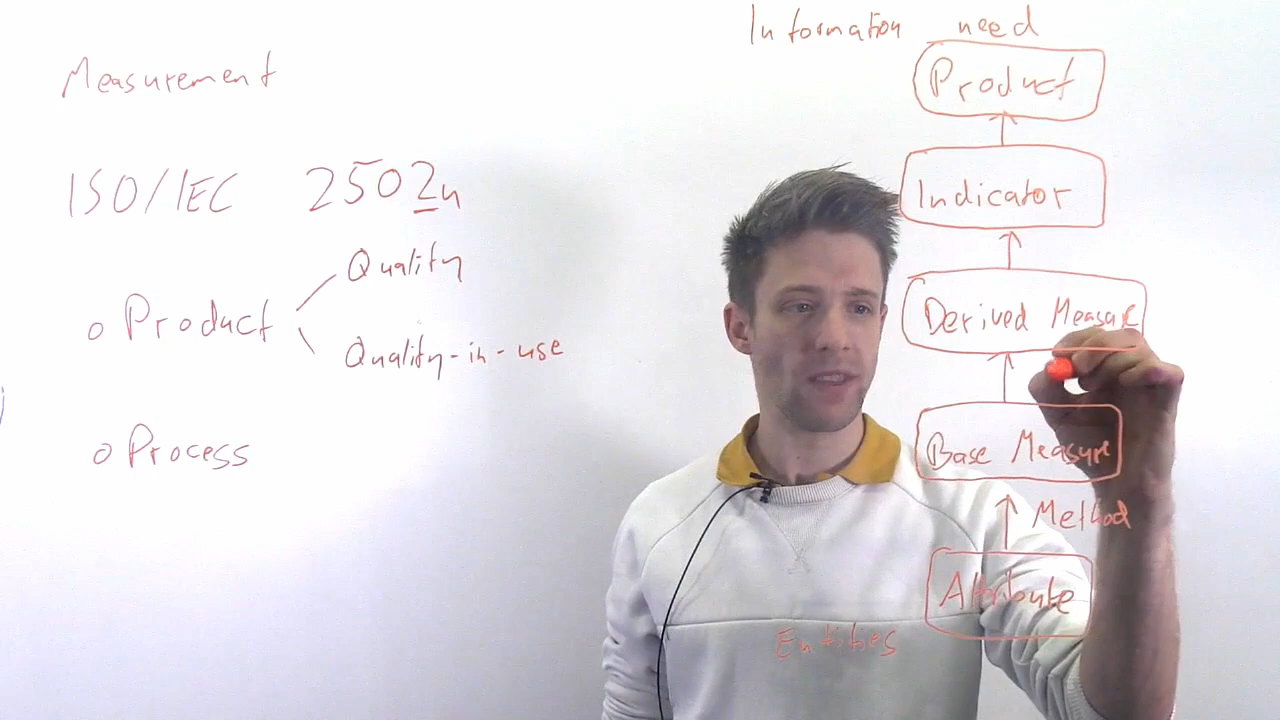 Measurement
ISO/IEC 2502n
o Product
Quality
Quality-in-use
o Process
Information need
Product
Indicator
Derived Measure
Base Measure
Method
Attribute
Entities